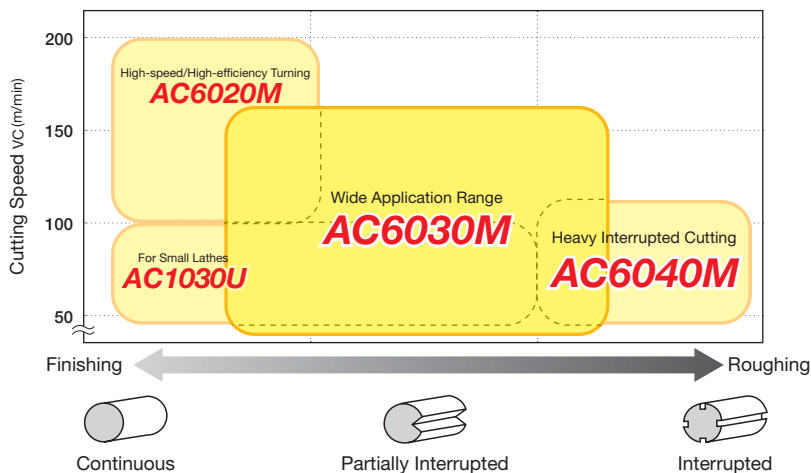 Cutting Speed VC (m/min)
200
150
100
50
High-speed/High-efficiency Turning
AC6020M
Wide Application Range
AC6030M
For Small Lathes
AC1030U
Heavy Interrupted Cutting
AC6040M
Finishing
Roughing
Continuous
Partially Interrupted
Interrupted